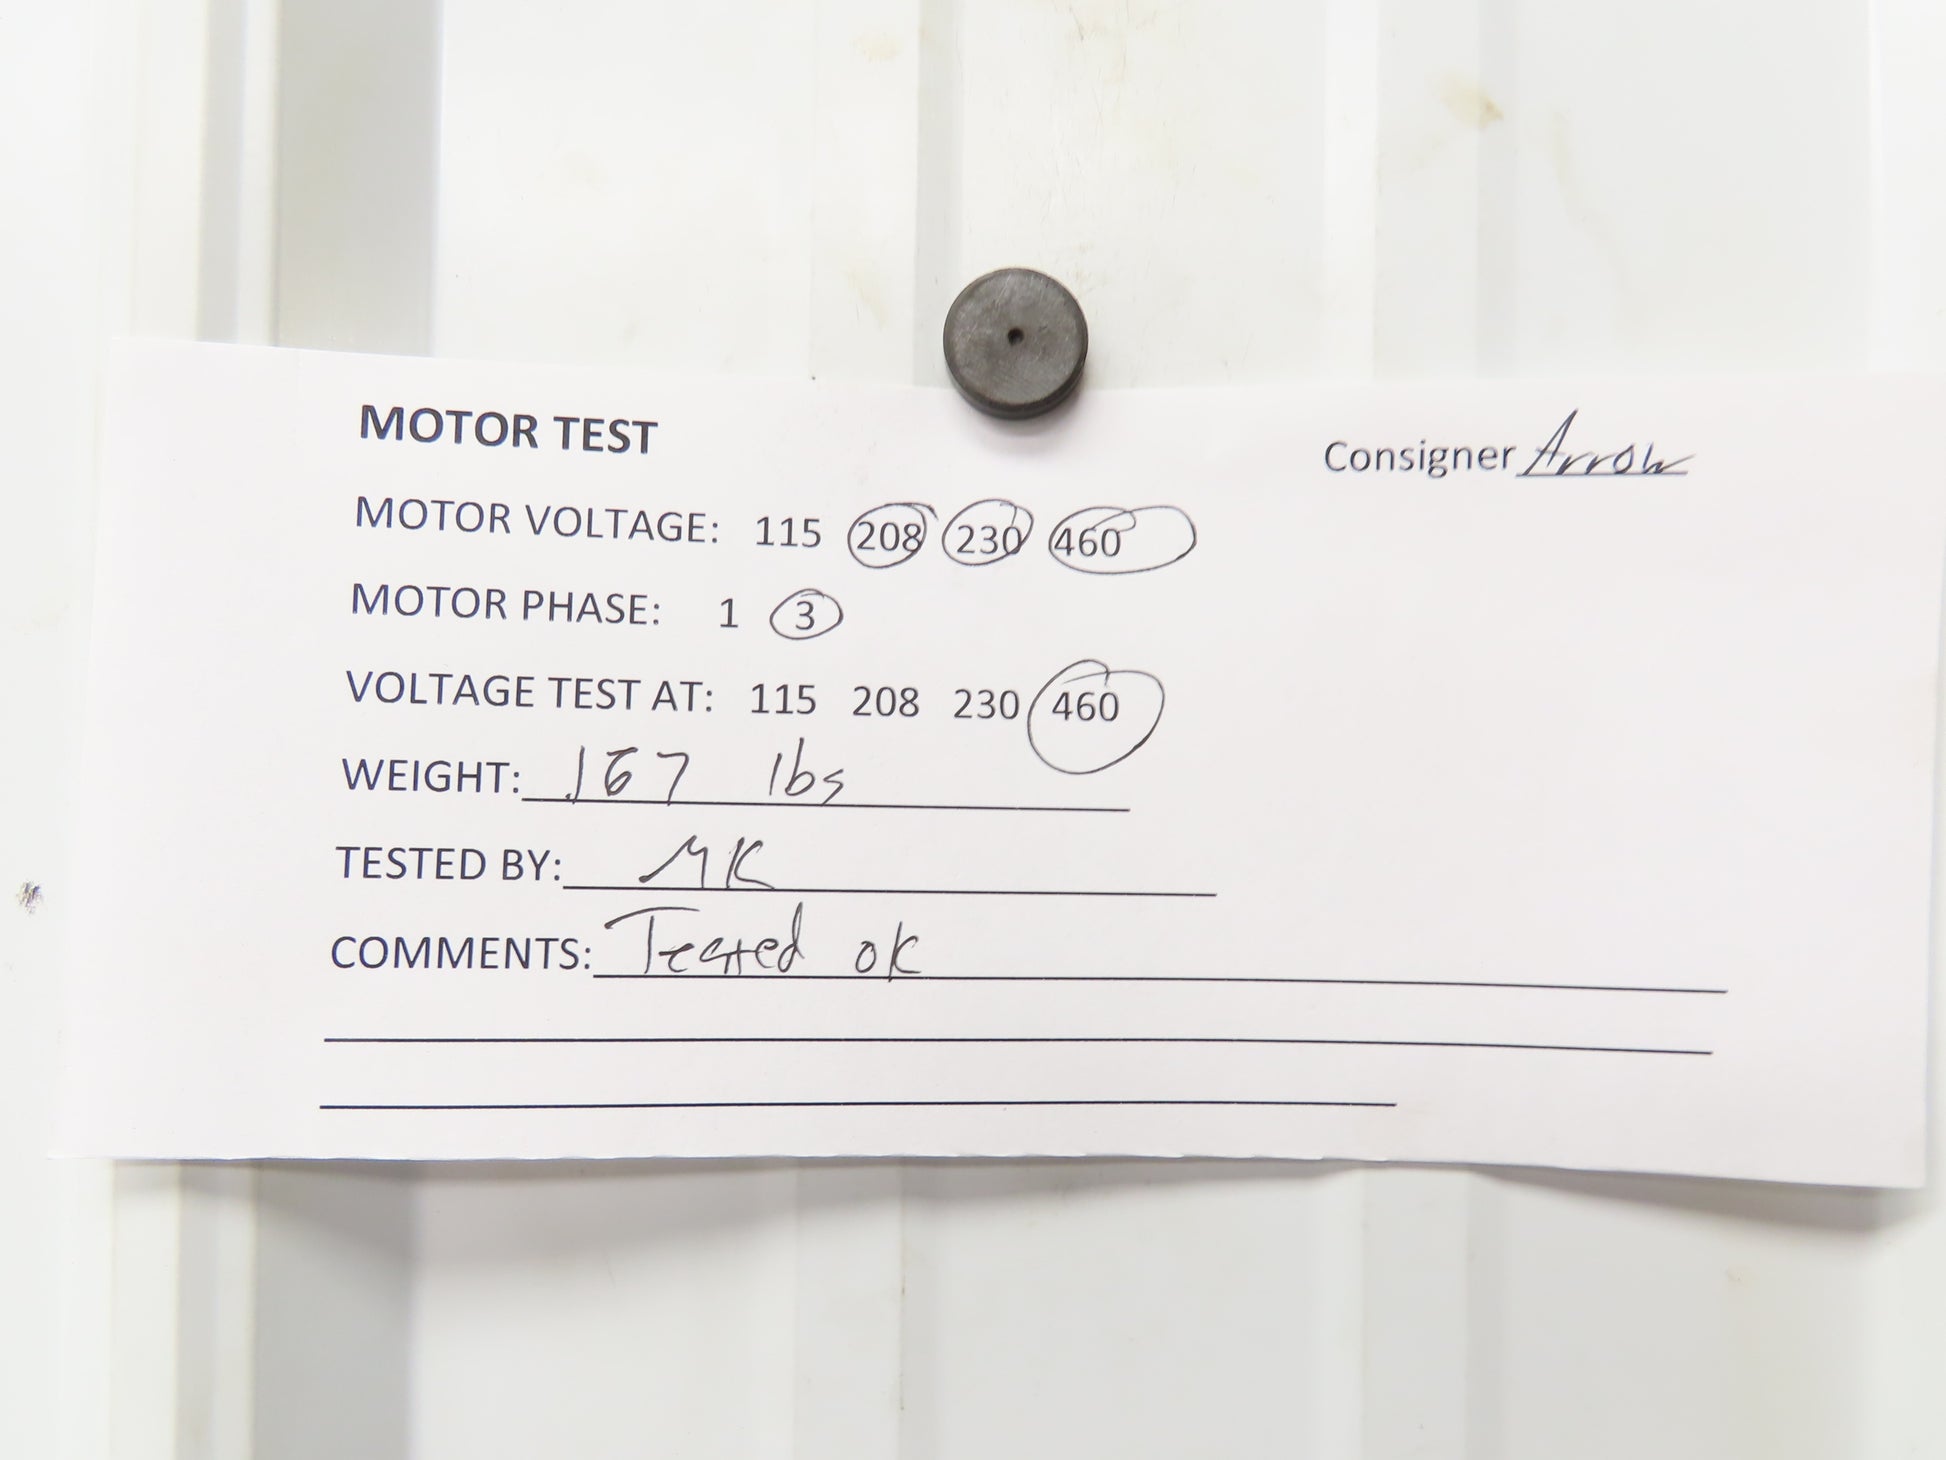 MOTOR TEST
Consigner Arrow
MOTOR VOLTAGE: 115 208 230 460
MOTOR PHASE: 1 3
VOLTAGE TEST AT: 115 208 230 460
WEIGHT: 167 lbs
TESTED BY: MK
COMMENTS: Tested ok